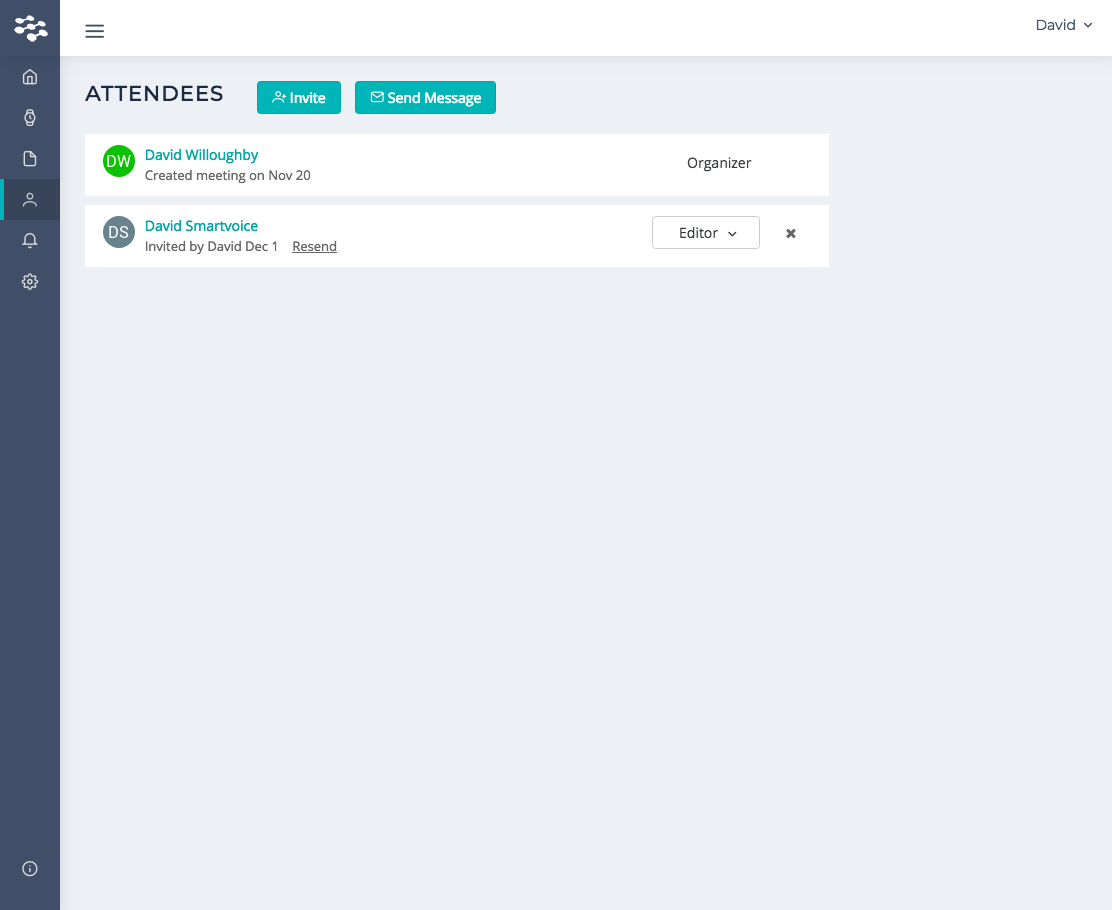 David
ATTENDEES
Invite
Send Message
DW
David Willoughby
Created meeting on Nov 20
Organizer
DS
David Smartvoice
Invited by David Dec 1 Resend
Editor